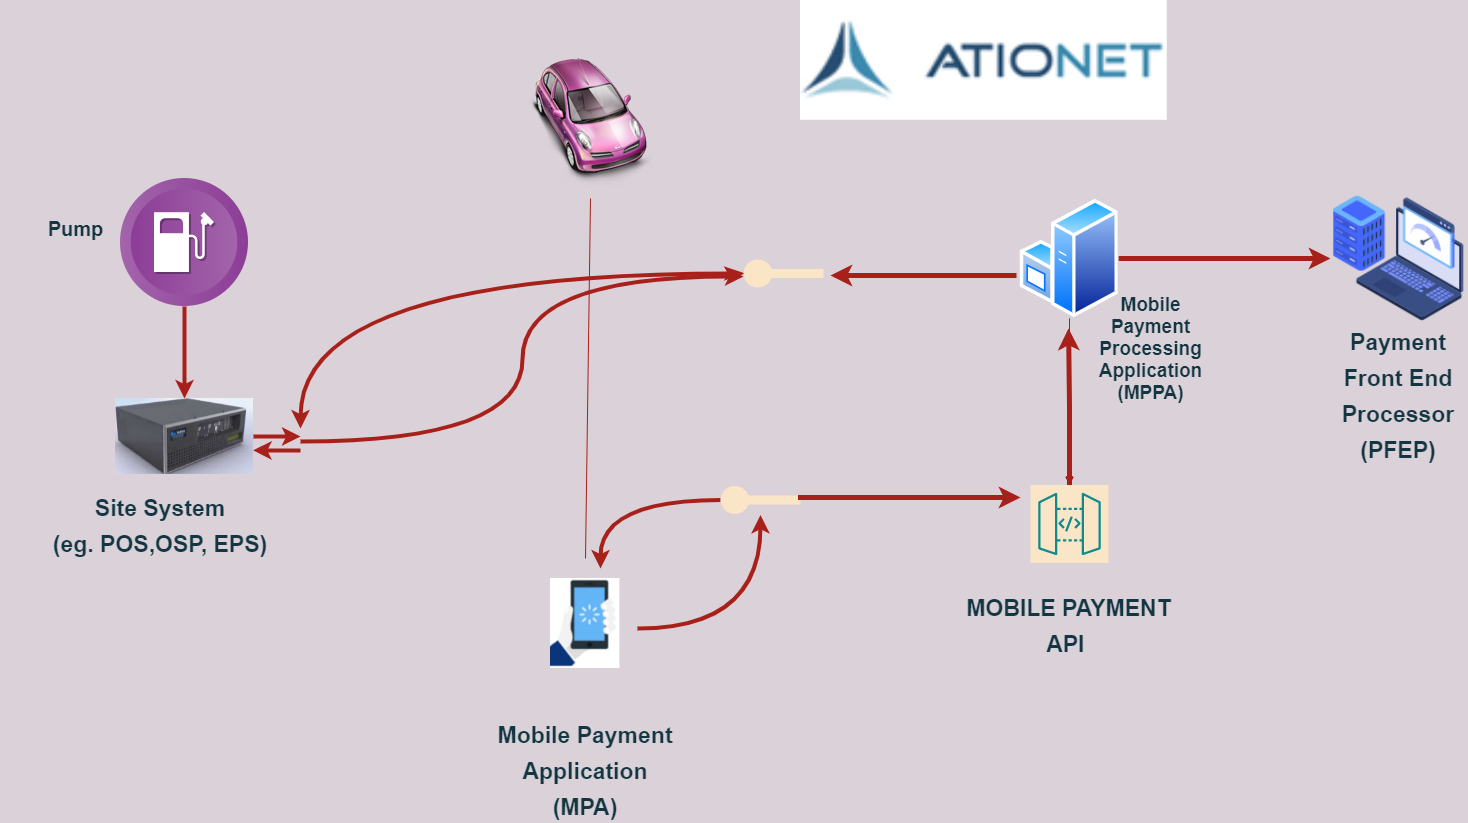 ATIONET
Pump
Mobile
Payment
Processing
Application
(MPPA)
Payment
Front End
Processor
(PFEP)
Site System
(eg. POS,OSP, EPS)
</>
MOBILE PAYMENT
API
Mobile Payment
Application
(MPA)